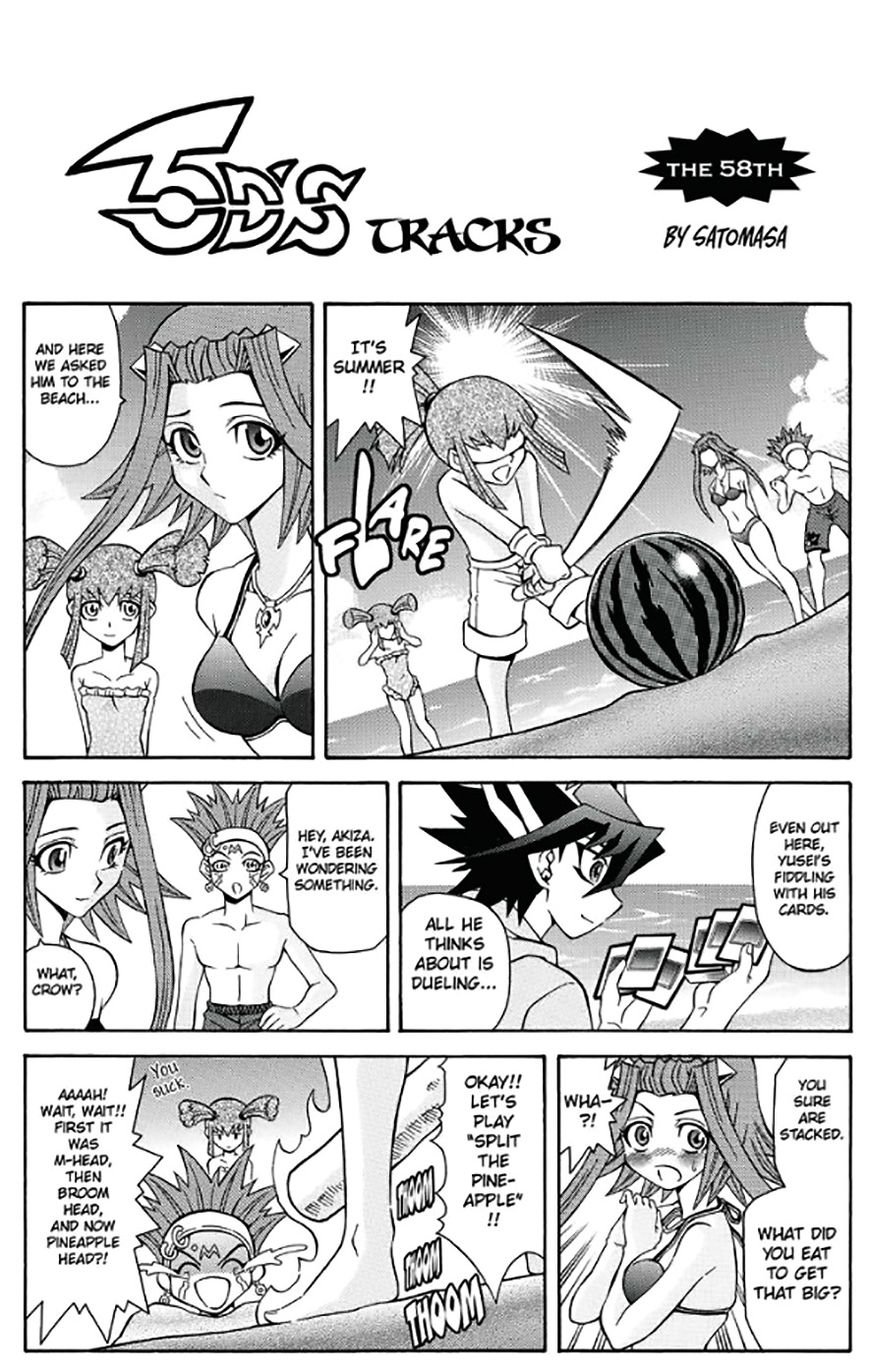 5D'S TRACKS
THE 58TH
BY SATOMASA
IT'S
SUMMER
!!
FLARE
AND HERE
WE ASKED
HIM TO THE
BEACH...
EVEN OUT
HERE,
YUSEI'S
FIDDLING
WITH HIS
CARDS.
ALL HE
THINKS
ABOUT IS
DUELING...
HEY, AKIZA.
I'VE BEEN
WONDERING
SOMETHING.
WHAT,
CROW?
YOU
SURE
ARE
STACKED.
WHAT DID
YOU EAT
TO GET
THAT BIG?
WHA-
?!
OKAY!!
LET'S
PLAY
"SPLIT
THE
PINE-
APPLE"
!!
THOOM
THOOM
THOOM
You
suck.
AAAAH!
WAIT, WAIT!!
FIRST IT
WAS
M-HEAD,
THEN
BROOM
HEAD,
AND NOW
PINEAPPLE
HEAD?!
M